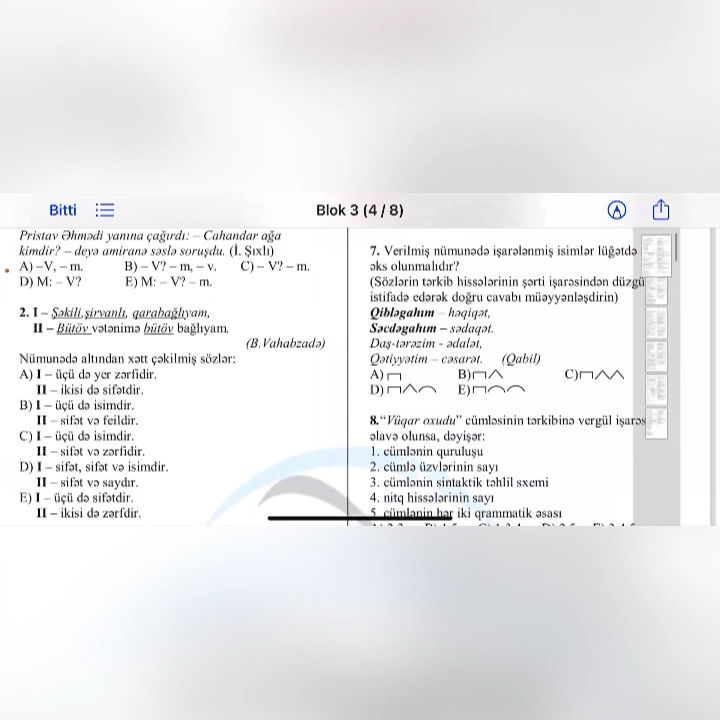 Bitti
Blok 3 (4 / 8)
Pristav Əhmədi yanına çağırdı: – Cahandar ağa
kimdir? – deyə amiranə səslə soruşdu. (İ. Şıxlı)
A) –V, – m. B) – V? – m, – v. C) – V? – m.
D) M: – V? E) M: – V? – m.
2. I – Şəkili, şirvanlı, qarabağlıyam,
II – Bütöv vətənimə bütöv bağlıyam.
(B. Vahabzadə)
Nümunədə altından xətt çəkilmiş sözlər:
A) I – üçü də yer zərfidir.
II – ikisi də sifətdir.
B) I – üçü də isimdir.
II – sifət və feildir.
C) I – üçü də isimdir.
II – sifət və zərfidir.
D) I – sifət, sifət və isimdir.
II – sifət və saydır.
E) I – üçü də sifətdir.
II – ikisi də zərfdir.
7. Verilmiş nümunədə işarələnmiş isimlər lüğətdə
əks olunmalıdır?
(Sözlərin tərkib hissələrinin şərti işarəsindən düzgü
istifadə edərək doğru cavabı müəyyənləşdirin)
Qibləgahım – həqiqət,
Səcdəgahım – sədaqət.
Daş-tərəzim - ədalət,
Qətiyyətim – cəsarət. (Qabil)
A) B) C)
D) E)
8. “Vüqar oxudu” cümləsinin tərkibinə vergül işarəs
əlavə olunsa, dəyişər:
1. cümlənin quruluşu
2. cümlə üzvlərinin sayı
3. cümlənin sintaktik təhlil sxemi
4. nitq hissələrinin sayı
5. cümlənin hər iki qrammatik əsası